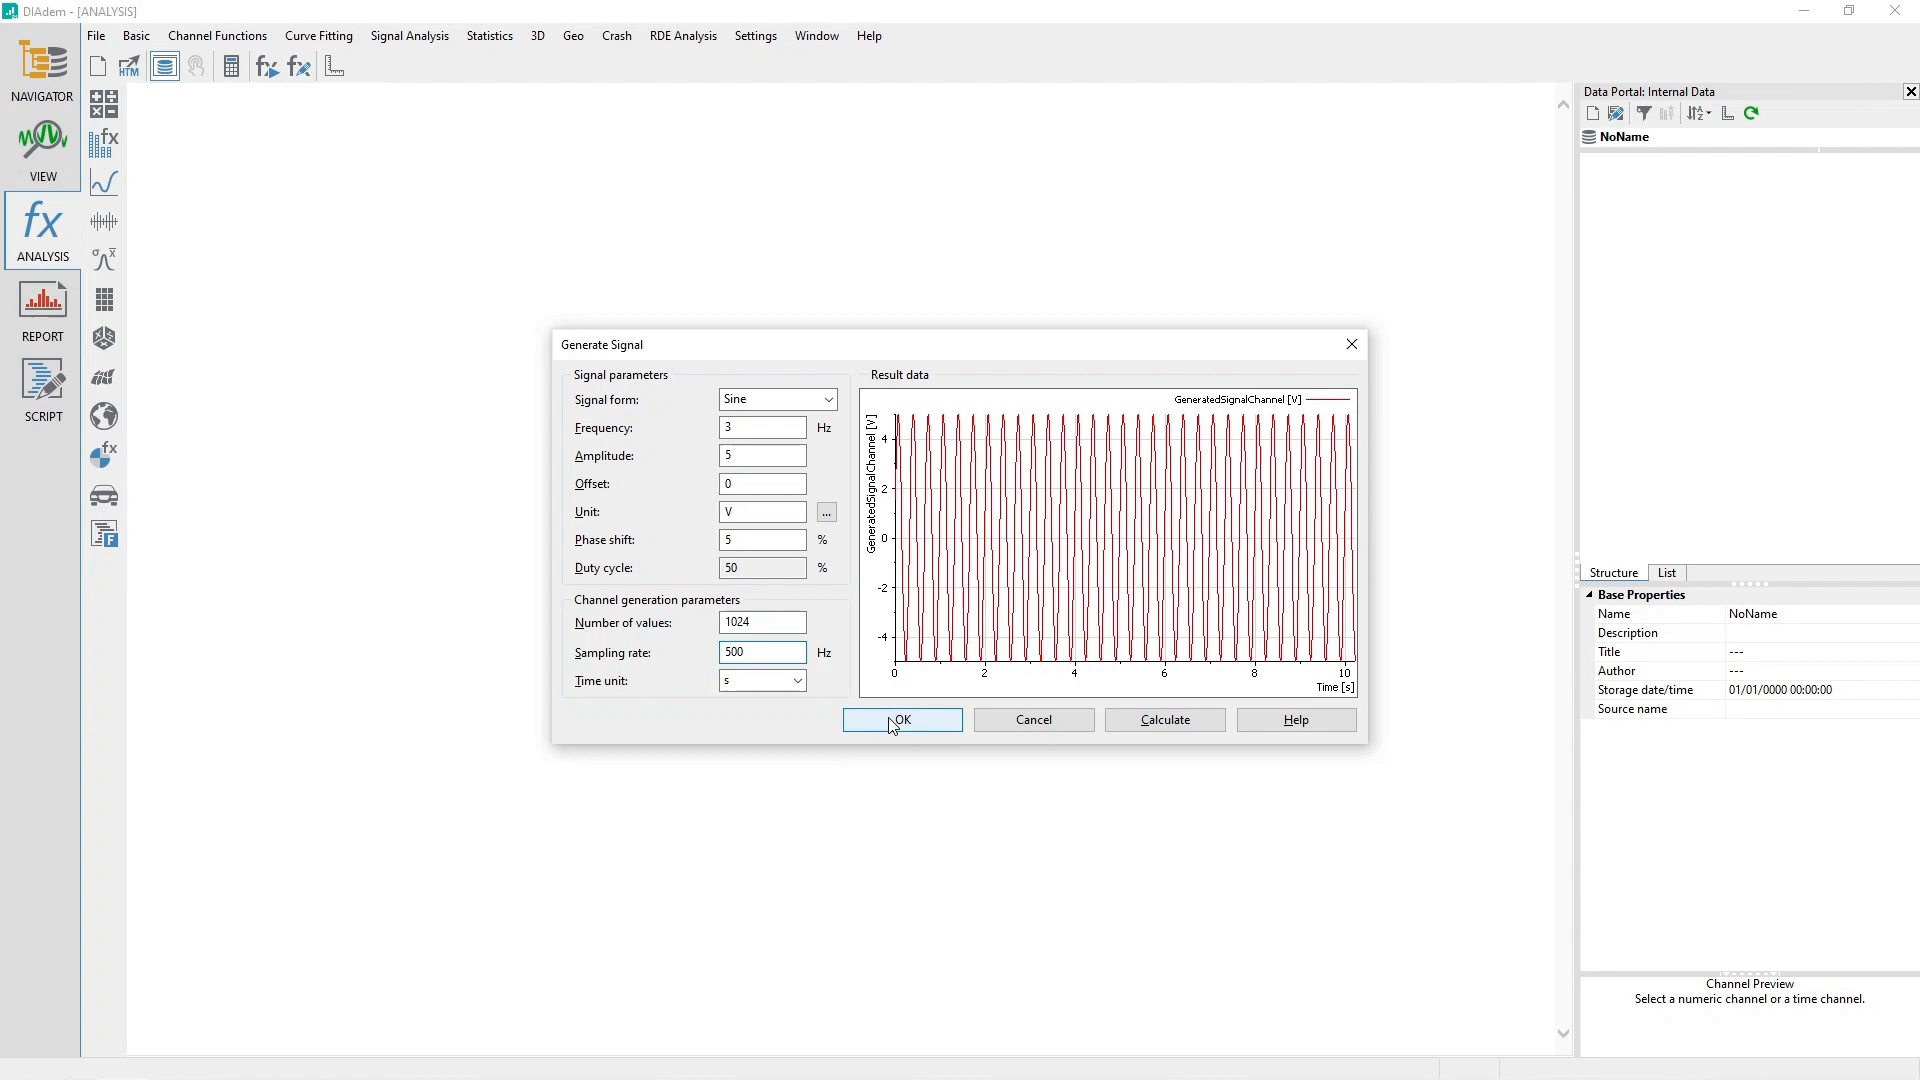 DIAdem - [ANALYSIS]
File Basic Channel Functions Curve Fitting Signal Analysis Statistics 3D Geo Crash RDE Analysis Settings Window Help
HTM
NAVIGATOR
VIEW
fx
ANALYSIS
REPORT
SCRIPT
Data Portal: Internal Data
NoName
Generate Signal
Signal parameters
Signal form: Sine
Frequency: 3 Hz
Amplitude: 5
Offset: 0
Unit: V ...
Phase shift: 5 %
Duty cycle: 50 %
Channel generation parameters
Number of values: 1024
Sampling rate: 500 Hz
Time unit: s
Result data
GeneratedSignalChannel [V]
GeneratedSignalChannel [V]
4
2
0
-2
-4
0 2 4 6 8 10
Time [s]
OK Cancel Calculate Help
Structure List
Base Properties
Name NoName
Description
Title ---
Author ---
Storage date/time 01/01/0000 00:00:00
Source name
Channel Preview
Select a numeric channel or a time channel.